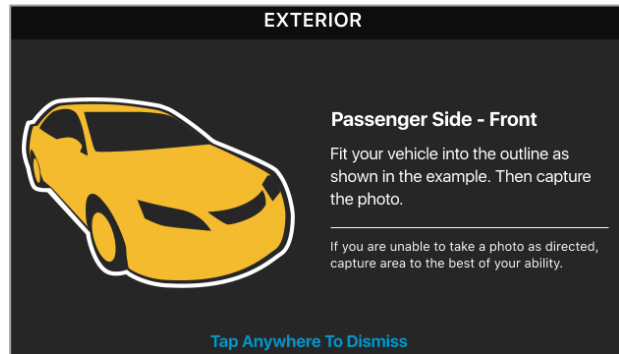 EXTERIOR
Passenger Side - Front
Fit your vehicle into the outline as
shown in the example. Then capture
the photo.
If you are unable to take a photo as directed,
capture area to the best of your ability.
Tap Anywhere To Dismiss